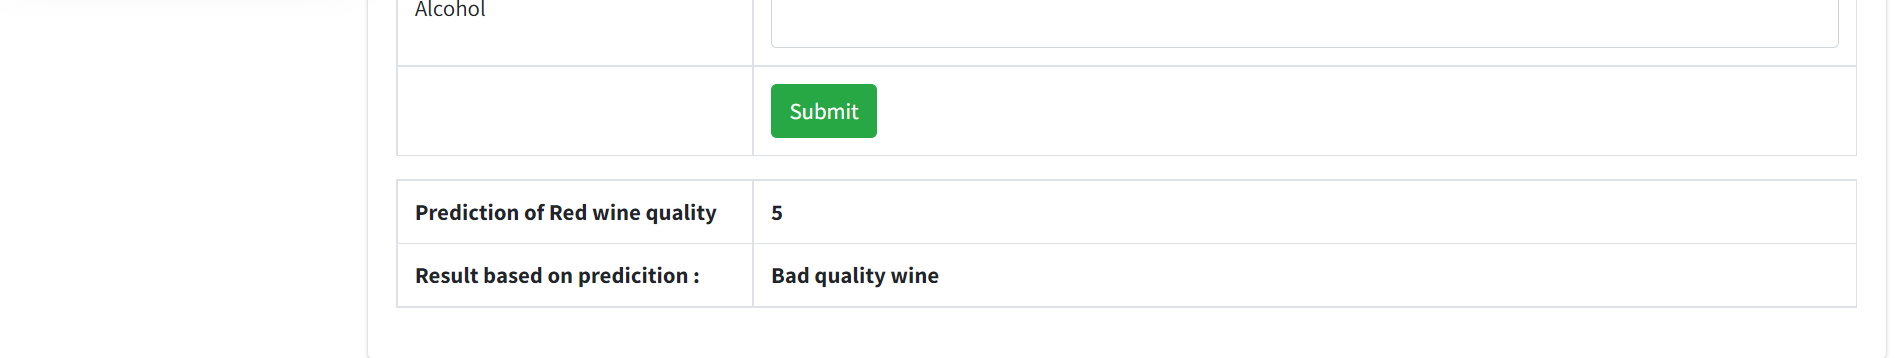 Alcohol
Submit
Prediction of Red wine quality 5
Result based on predicition : Bad quality wine